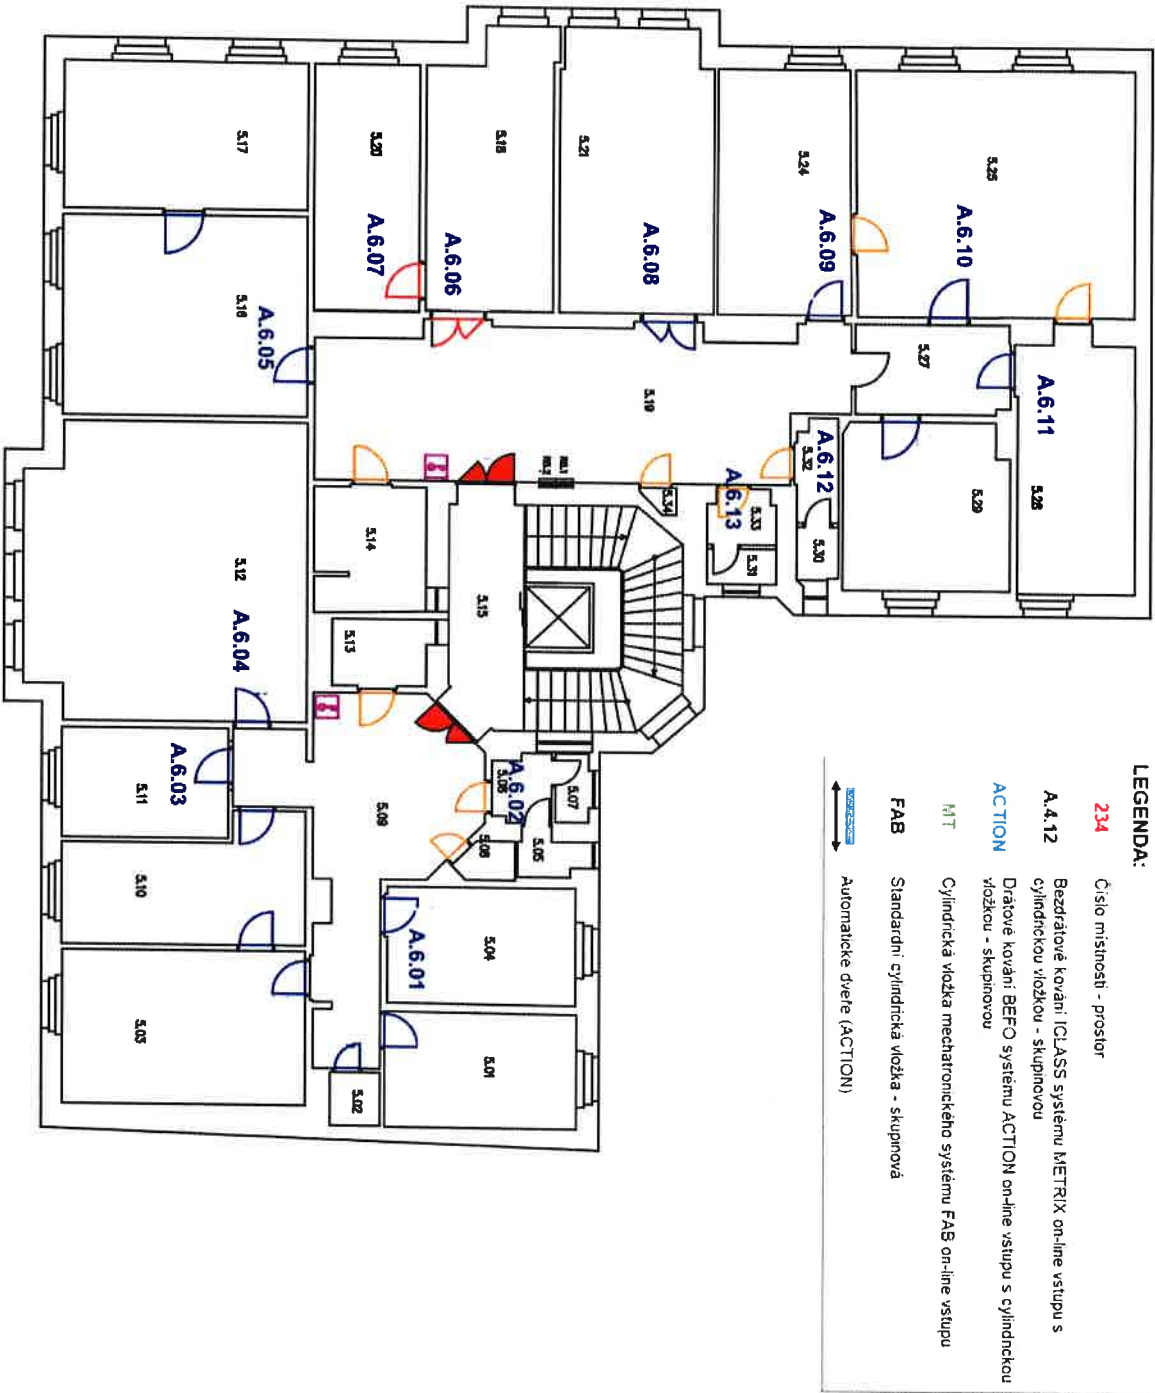 LEGENDA:
234 Číslo místnosti - prostor
A.4.12 Bezdrátové kování ICLASS systému METRIX on-line vstupu s
cylindrickou vložkou - skupinovou
ACTION Drátové kování BEFO systému ACTION on-line vstupu s cylindrickou
vložkou - skupinovou
MT Cylindrická vložka mechatronického systému FAB on-line vstupu
FAB Standardní cylindrická vložka - skupinová
Automatické dveře (ACTION)
5.25
A.6.10
5.24
A.6.09
5.21
A.6.08
5.18
A.6.06
5.20
A.6.07
5.17
5.16
A.6.05
5.27
A.6.11
5.28
5.29
5.19
A.6.12
5.32
5.30
A.6.13
5.33
5.31
5.34
5.14
5.15
5.13
5.12
A.6.04
5.11
A.6.03
5.10
5.09
5.03
A.6.02
5.06
5.07
5.05
5.08
5.04
A.6.01
5.01
5.02